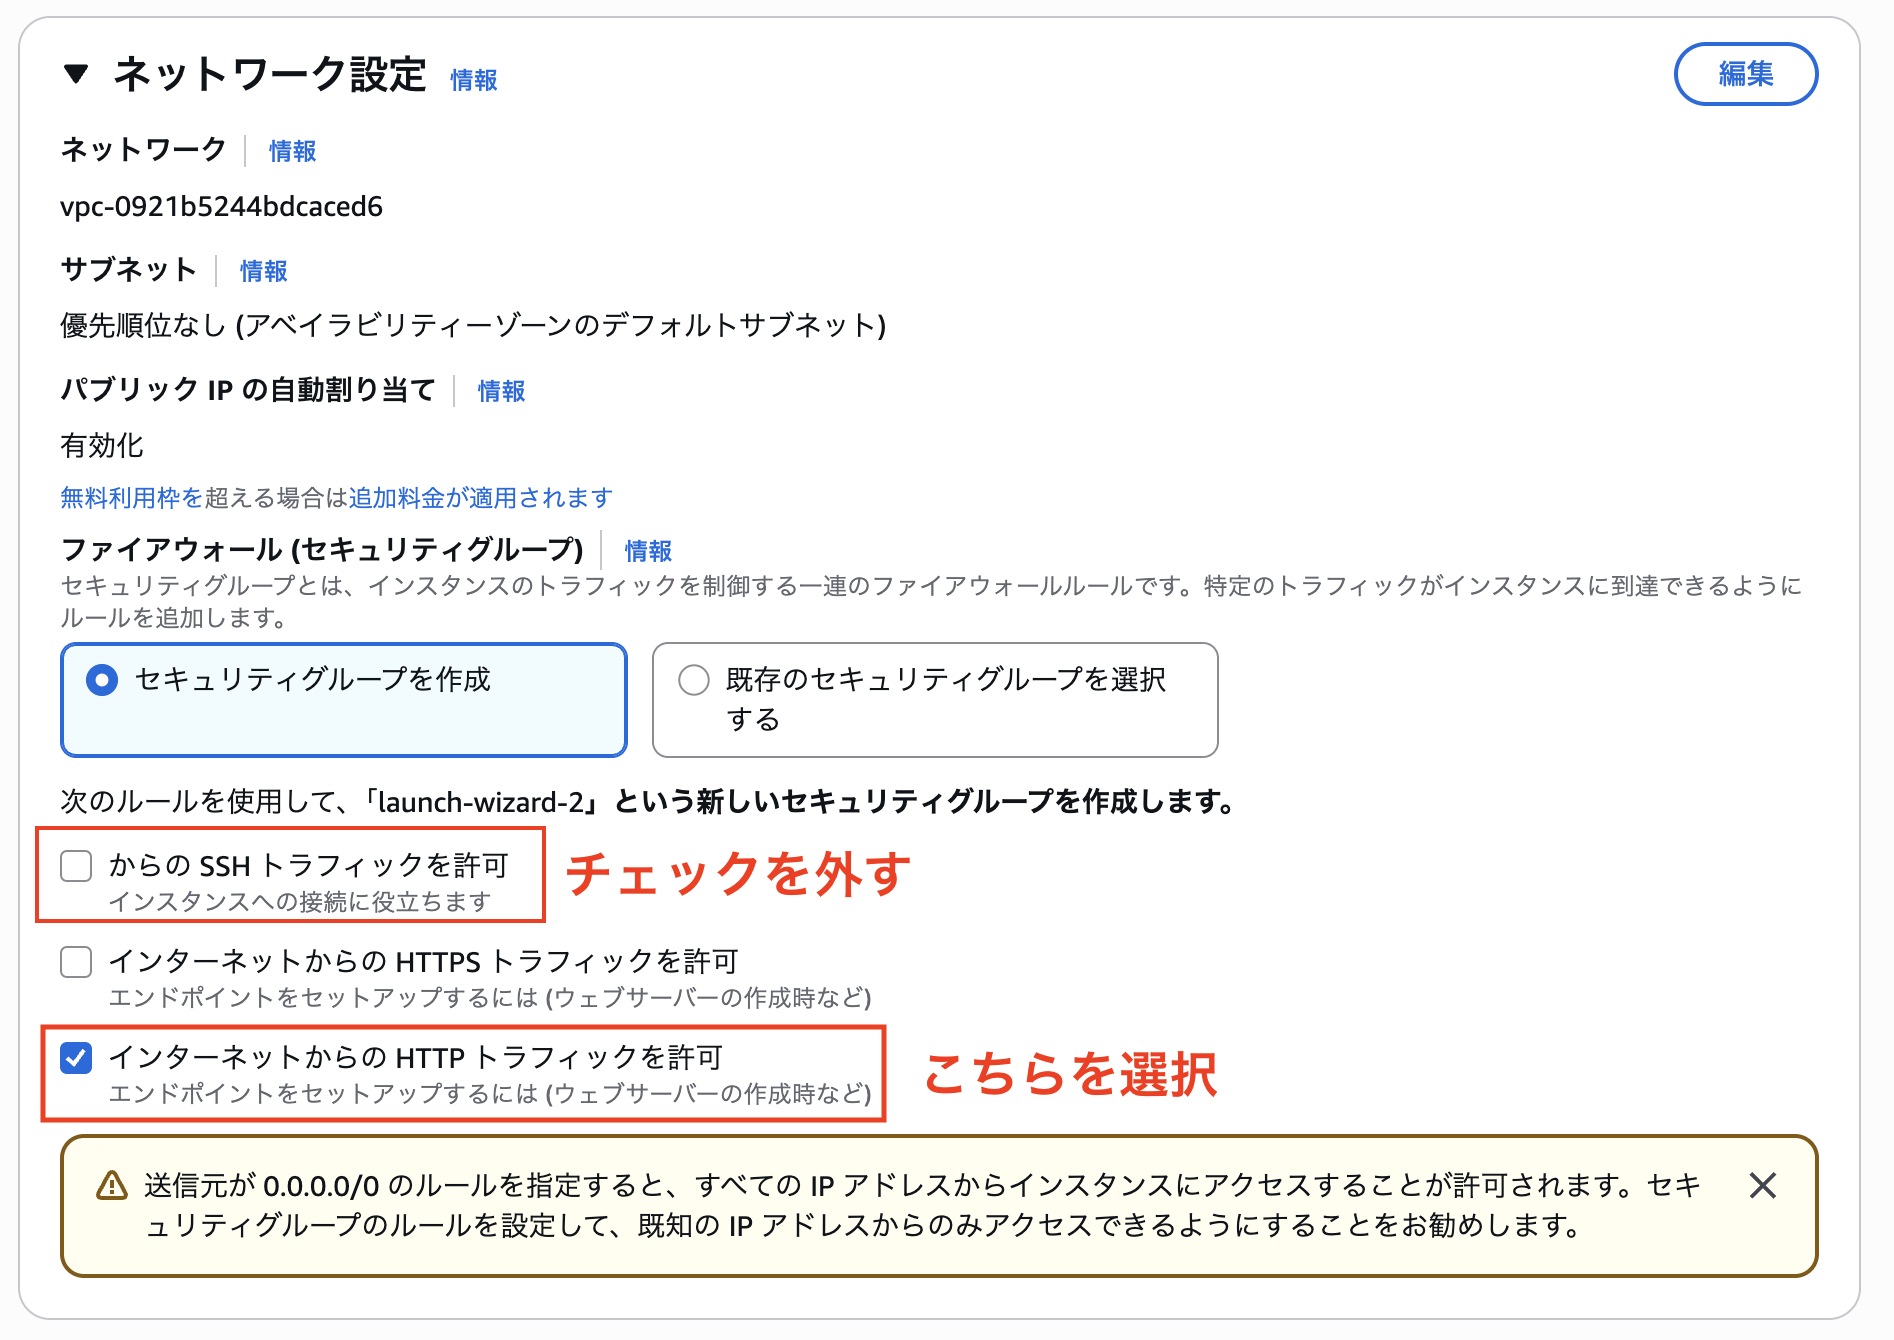 ▼ ネットワーク設定 情報
編集
ネットワーク 情報
vpc-0921b5244bdcaced6
サブネット 情報
優先順位なし (アベイラビリティーゾーンのデフォルトサブネット)
パブリック IP の自動割り当て 情報
有効化
無料利用枠を超える場合は追加料金が適用されます
ファイアウォール (セキュリティグループ) 情報
セキュリティグループとは、インスタンスのトラフィックを制御する一連のファイアウォールルールです。特定のトラフィックがインスタンスに到達できるように
ルールを追加します。
セキュリティグループを作成
既存のセキュリティグループを選択
する
次のルールを使用して、「launch-wizard-2」という新しいセキュリティグループを作成します。
からの SSH トラフィックを許可
インスタンスへの接続に役立ちます
チェックを外す
インターネットからの HTTPS トラフィックを許可
エンドポイントをセットアップするには (ウェブサーバーの作成時など)
インターネットからの HTTP トラフィックを許可
エンドポイントをセットアップするには (ウェブサーバーの作成時など)
こちらを選択
送信元が 0.0.0.0/0 のルールを指定すると、すべての IP アドレスからインスタンスにアクセスすることが許可されます。セキ
ュリティグループのルールを設定して、既知の IP アドレスからのみアクセスできるようにすることをお勧めします。